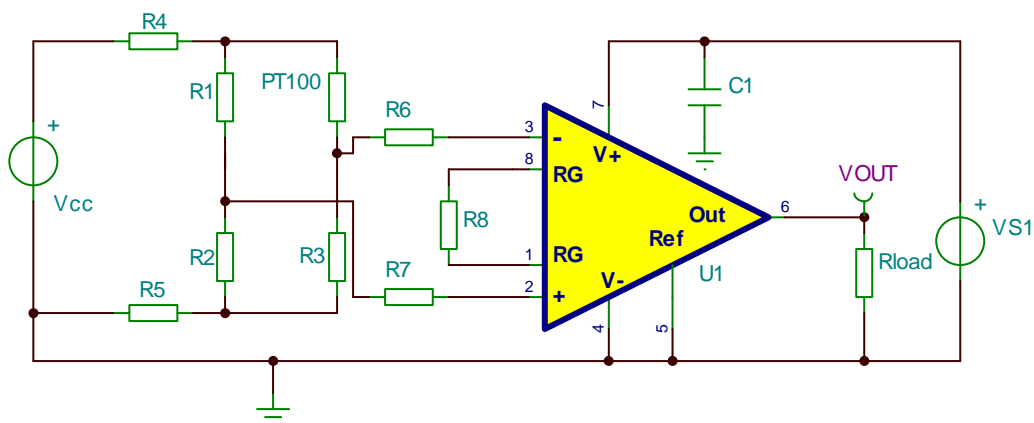 R4
R1
PT100
R6
7
C1
+
Vcc
3
-
V+
8
RG
VOUT
R8
Out
6
+
VS1
R2
R3
Ref
Rload
R5
R7
1
RG
V-
U1
2
+
4
5